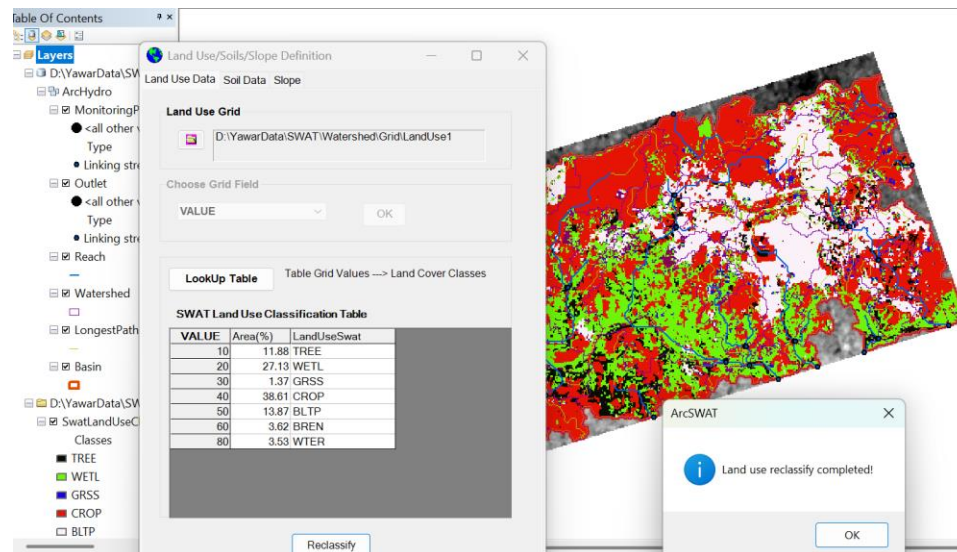 Table Of Contents
Layers
D:\YawarData\SW
ArcHydro
MonitoringP
<all other v
Type
Linking stre
Outlet
<all other v
Type
Linking stre
Reach
Watershed
LongestPath
Basin
D:\YawarData\SW
SwatLandUseC
Classes
TREE
WETL
GRSS
CROP
BLTP
Land Use/Soils/Slope Definition
Land Use Data Soil Data Slope
Land Use Grid
D:\YawarData\SWAT\Watershed\Grid\LandUse1
Choose Grid Field
VALUE OK
LookUp Table Table Grid Values ---> Land Cover Classes
SWAT Land Use Classification Table
VALUE Area(%) LandUseSwat
10 11.88 TREE
20 27.13 WETL
30 1.37 GRSS
40 38.61 CROP
50 13.87 BLTP
60 3.62 BREN
80 3.53 WTER
Reclassify
ArcSWAT
Land use reclassify completed!
OK